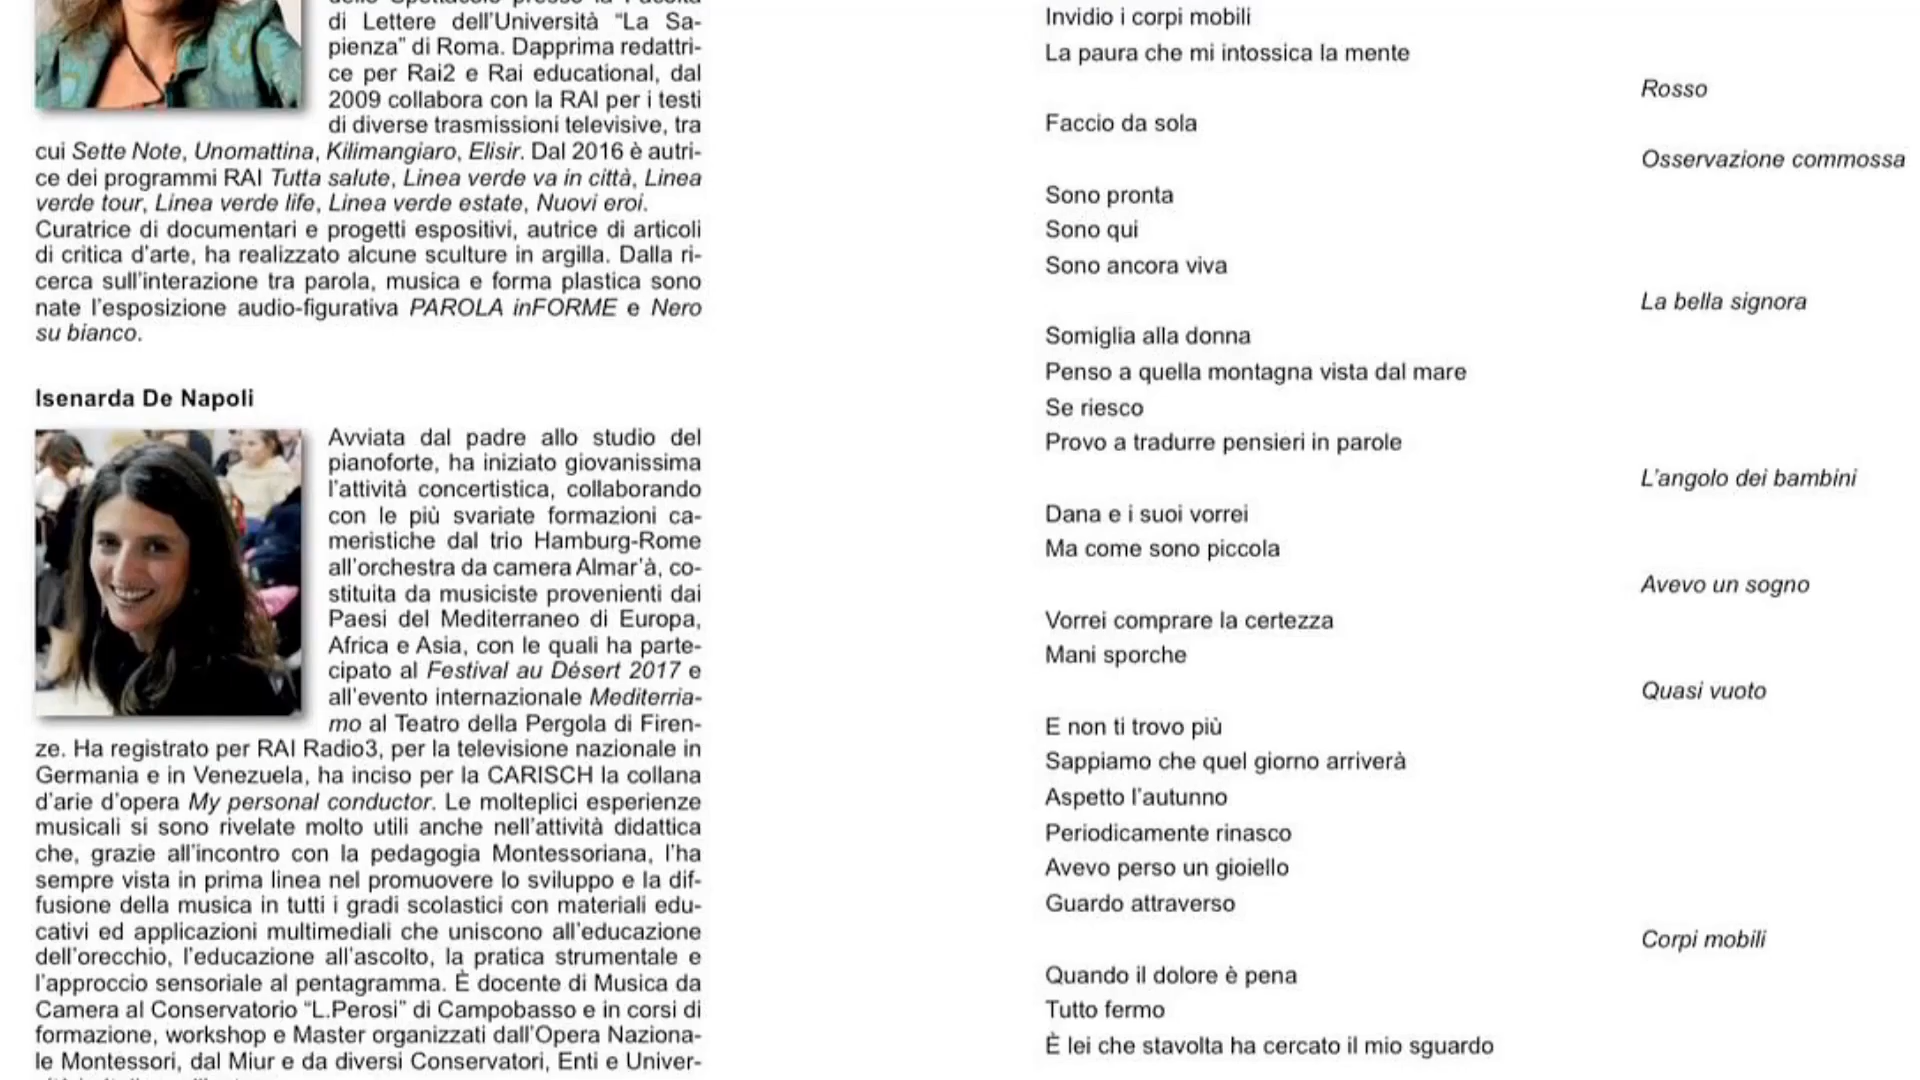 di Lettere dell'Università “La Sa-
pienza” di Roma. Dapprima redattri-
ce per Rai2 e Rai educational, dal
2009 collabora con la RAI per i testi
di diverse trasmissioni televisive, tra
cui Sette Note, Unomattina, Kilimangiaro, Elisir. Dal 2016 è autri-
ce dei programmi RAI Tutta salute, Linea verde va in città, Linea
verde tour, Linea verde life, Linea verde estate, Nuovi eroi.
Curatrice di documentari e progetti espositivi, autrice di articoli
di critica d'arte, ha realizzato alcune sculture in argilla. Dalla ri-
cerca sull'interazione tra parola, musica e forma plastica sono
nate l'esposizione audio-figurativa PAROLA inFORME e Nero
su bianco.
Isenarda De Napoli
Avviata dal padre allo studio del
pianoforte, ha iniziato giovanissima
l'attività concertistica, collaborando
con le più svariate formazioni ca-
meristiche dal trio Hamburg-Rome
all'orchestra da camera Almar'à, co-
stituita da musiciste provenienti dai
Paesi del Mediterraneo di Europa,
Africa e Asia, con le quali ha parte-
cipato al Festival au Désert 2017 e
all'evento internazionale Mediterria-
mo al Teatro della Pergola di Firen-
ze. Ha registrato per RAI Radio3, per la televisione nazionale in
Germania e in Venezuela, ha inciso per la CARISCH la collana
d'arie d'opera My personal conductor. Le molteplici esperienze
musicali si sono rivelate molto utili anche nell'attività didattica
che, grazie all'incontro con la pedagogia Montessoriana, l'ha
sempre vista in prima linea nel promuovere lo sviluppo e la dif-
fusione della musica in tutti i gradi scolastici con materiali edu-
cativi ed applicazioni multimediali che uniscono all'educazione
dell'orecchio, l'educazione all'ascolto, la pratica strumentale e
l'approccio sensoriale al pentagramma. È docente di Musica da
Camera al Conservatorio “L.Perosi” di Campobasso e in corsi di
formazione, workshop e Master organizzati dall'Opera Naziona-
le Montessori, dal Miur e da diversi Conservatori, Enti e Univer-
Invidio i corpi mobili
La paura che mi intossica la mente
Rosso
Faccio da sola
Osservazione commossa
Sono pronta
Sono qui
Sono ancora viva
La bella signora
Somiglia alla donna
Penso a quella montagna vista dal mare
Se riesco
Provo a tradurre pensieri in parole
L'angolo dei bambini
Dana e i suoi vorrei
Ma come sono piccola
Avevo un sogno
Vorrei comprare la certezza
Mani sporche
Quasi vuoto
E non ti trovo più
Sappiamo che quel giorno arriverà
Aspetto l'autunno
Periodicamente rinasco
Avevo perso un gioiello
Guardo attraverso
Corpi mobili
Quando il dolore è pena
Tutto fermo
È lei che stavolta ha cercato il mio sguardo